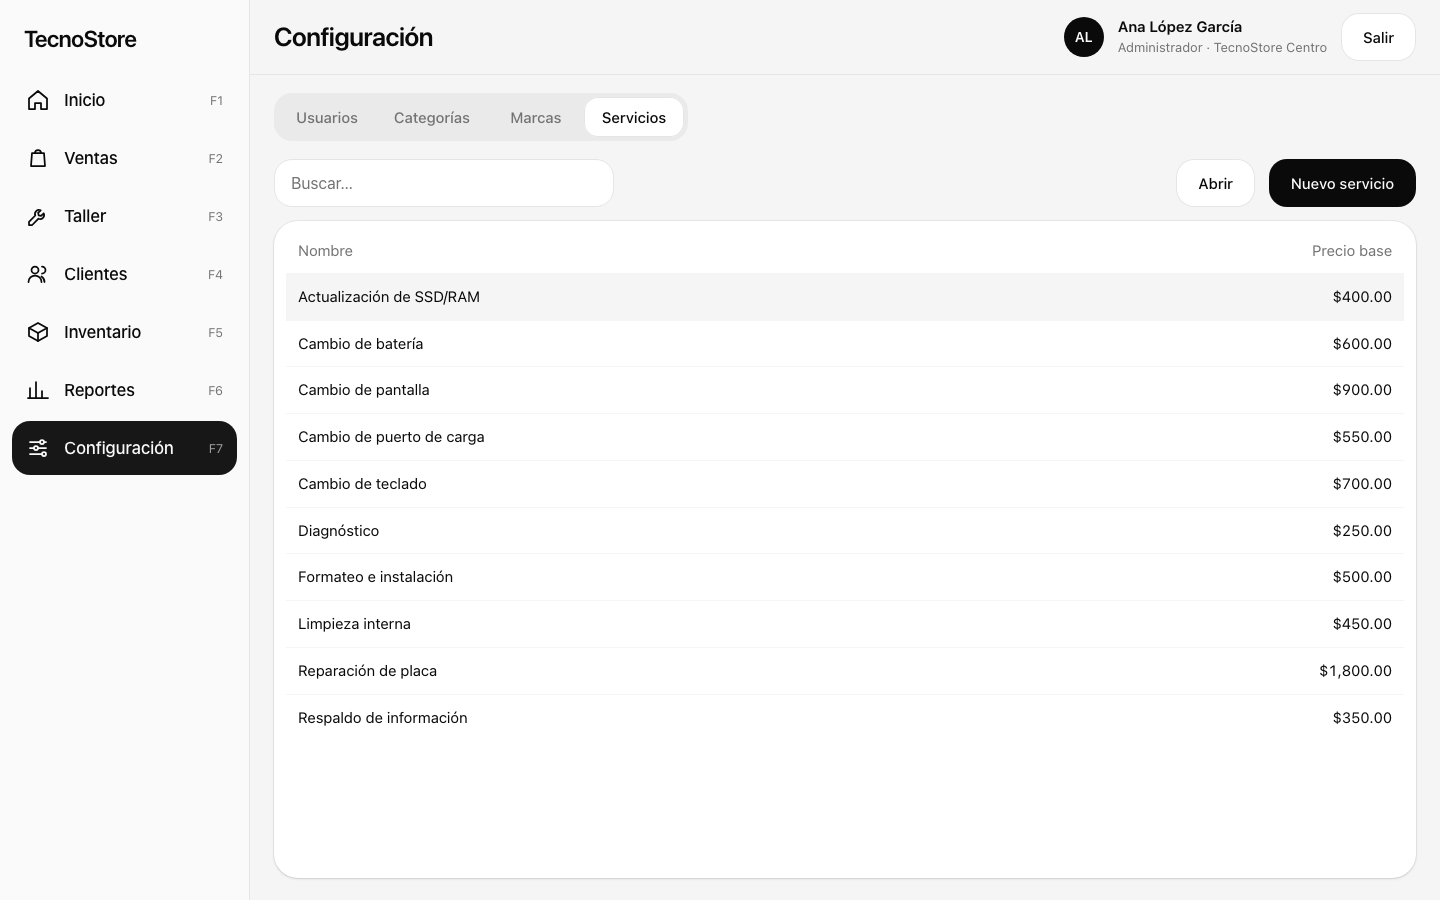 TecnoStore
Inicio F1
Ventas F2
Taller F3
Clientes F4
Inventario F5
Reportes F6
Configuración F7
Configuración
AL
Ana López García
Administrador · TecnoStore Centro
Salir
Usuarios Categorías Marcas Servicios
Buscar...
Abrir
Nuevo servicio
Nombre Precio base
Actualización de SSD/RAM $400.00
Cambio de batería $600.00
Cambio de pantalla $900.00
Cambio de puerto de carga $550.00
Cambio de teclado $700.00
Diagnóstico $250.00
Formateo e instalación $500.00
Limpieza interna $450.00
Reparación de placa $1,800.00
Respaldo de información $350.00